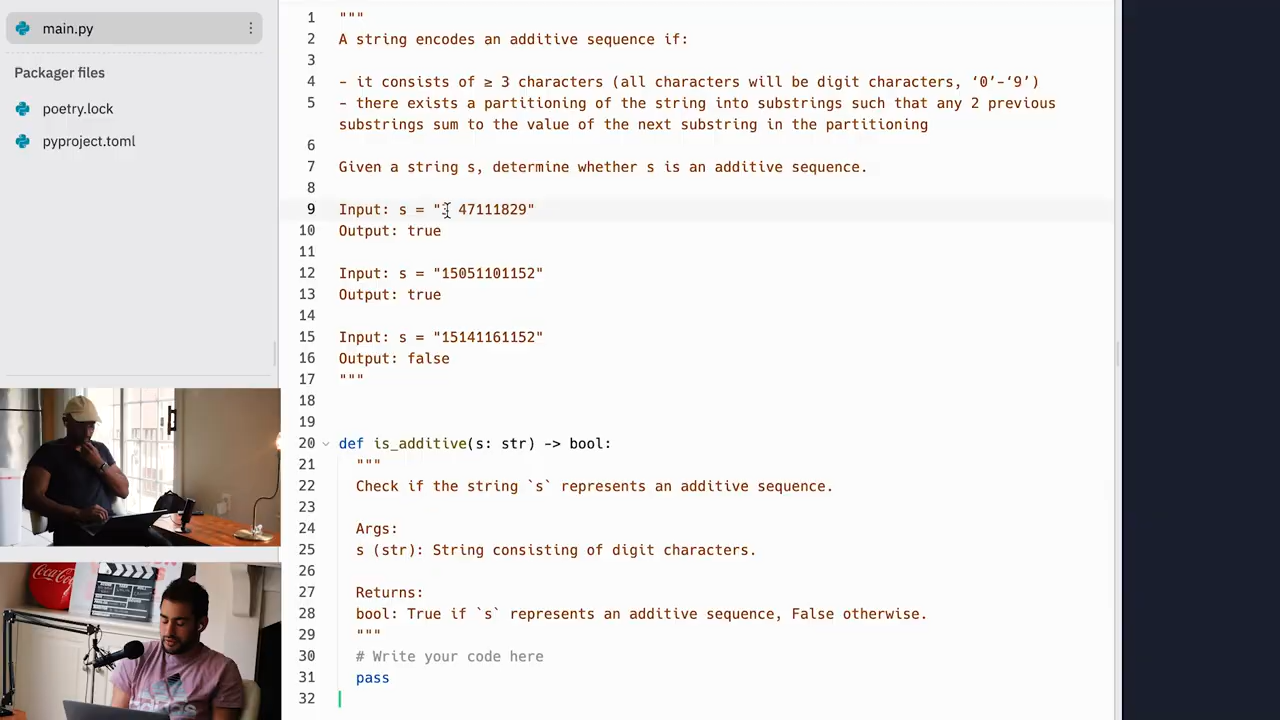 main.py
Packager files
poetry.lock
pyproject.toml
1 """
2 A string encodes an additive sequence if:
3
4 - it consists of ≥ 3 characters (all characters will be digit characters, ‘0’-‘9’)
5 - there exists a partitioning of the string into substrings such that any 2 previous
substrings sum to the value of the next substring in the partitioning
6
7 Given a string s, determine whether s is an additive sequence.
8
9 Input: s = " 47111829"
10 Output: true
11
12 Input: s = "15051101152"
13 Output: true
14
15 Input: s = "15141161152"
16 Output: false
17 """
18
19
20 def is_additive(s: str) -> bool:
21 """
22 Check if the string `s` represents an additive sequence.
23
24 Args:
25 s (str): String consisting of digit characters.
26
27 Returns:
28 bool: True if `s` represents an additive sequence, False otherwise.
29 """
30 # Write your code here
31 pass
32
Coca-Cola